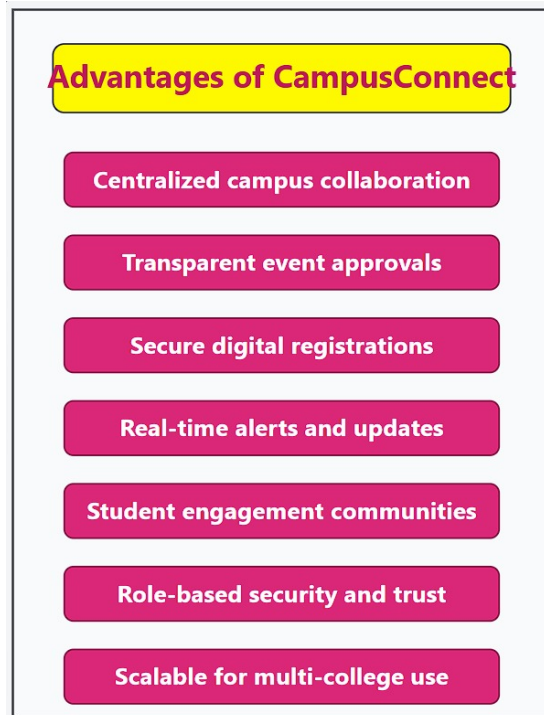 Advantages of CampusConnect
Centralized campus collaboration
Transparent event approvals
Secure digital registrations
Real-time alerts and updates
Student engagement communities
Role-based security and trust
Scalable for multi-college use